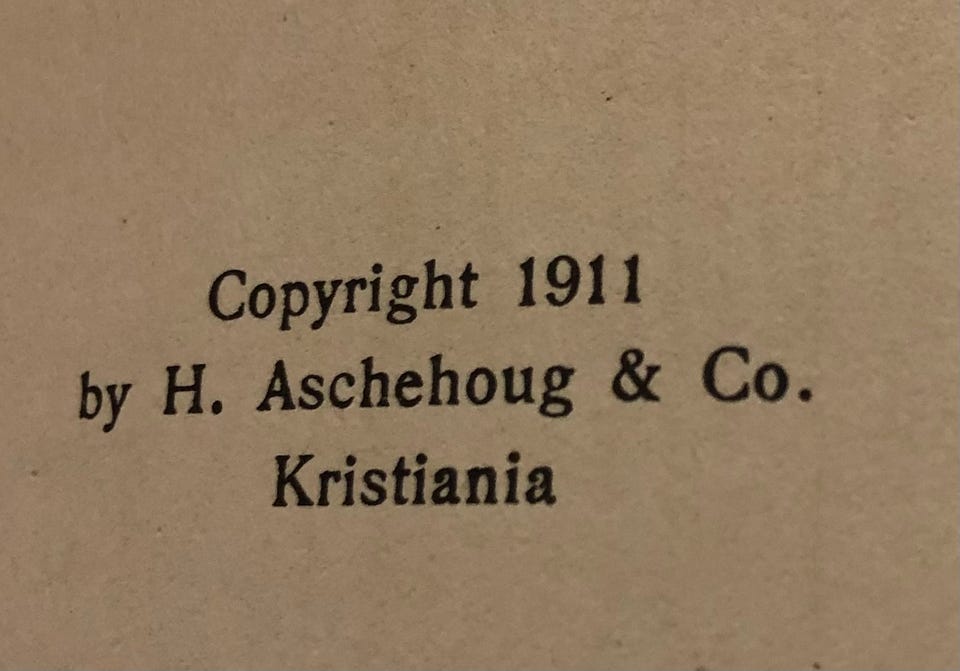 Copyright 1911
by H. Aschehoug & Co.
Kristiania